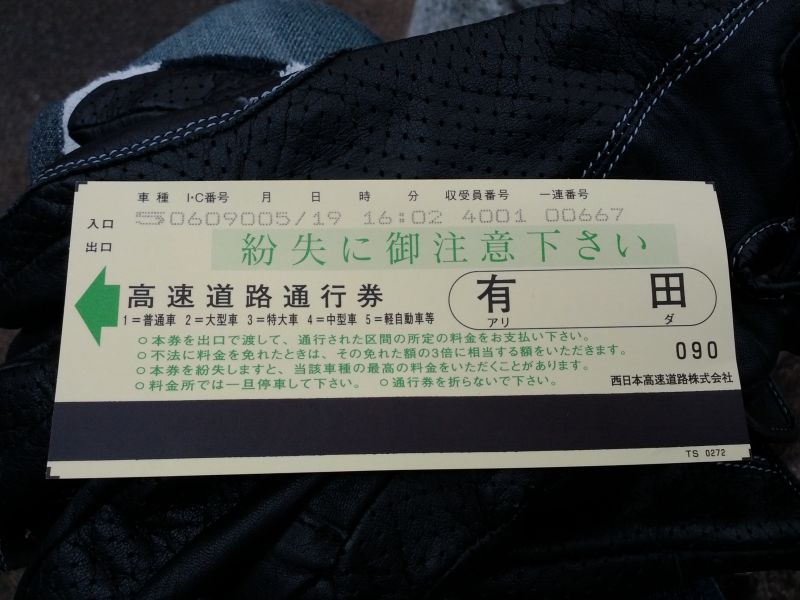 車種 I・C番号 月 日 時 分 収受員番号 一連番号
入口 5 0609005/19 16:02 4001 00667
出口 紛失に御注意下さい
高速道路通行券
1=普通車 2=大型車 3=特大車 4=中型車 5=軽自動車等
有田
アリ ダ
○本券を出口で渡して、通行された区間の所定の料金をお支払い下さい。
○不法に料金を免れたときは、その免れた額の3倍に相当する額をいただきます。
○本券を紛失しますと、当該車種の最高の料金をいただくことがあります。
○料金所では一旦停車して下さい。 ○通行券を折らないで下さい。
090
西日本高速道路株式会社
TS 0272